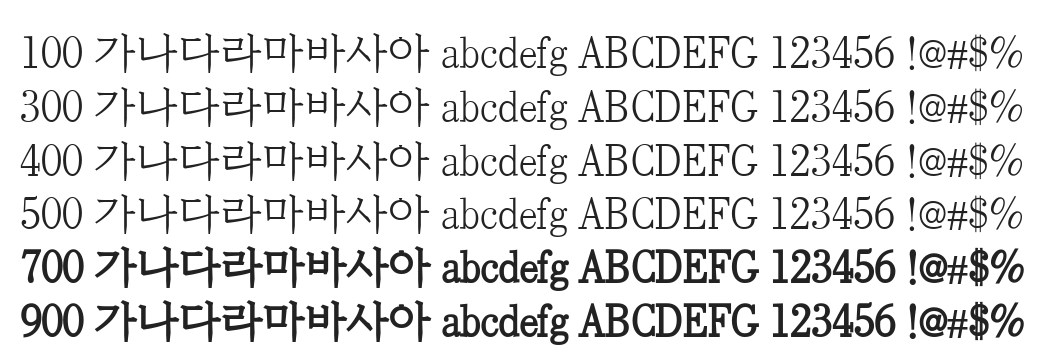 100 가나다라마바사아 abcdefg ABCDEFG 123456 !@#$%
300 가나다라마바사아 abcdefg ABCDEFG 123456 !@#$%
400 가나다라마바사아 abcdefg ABCDEFG 123456 !@#$%
500 가나다라마바사아 abcdefg ABCDEFG 123456 !@#$%
700 가나다라마바사아 abcdefg ABCDEFG 123456 !@#$%
900 가나다라마바사아 abcdefg ABCDEFG 123456 !@#$%